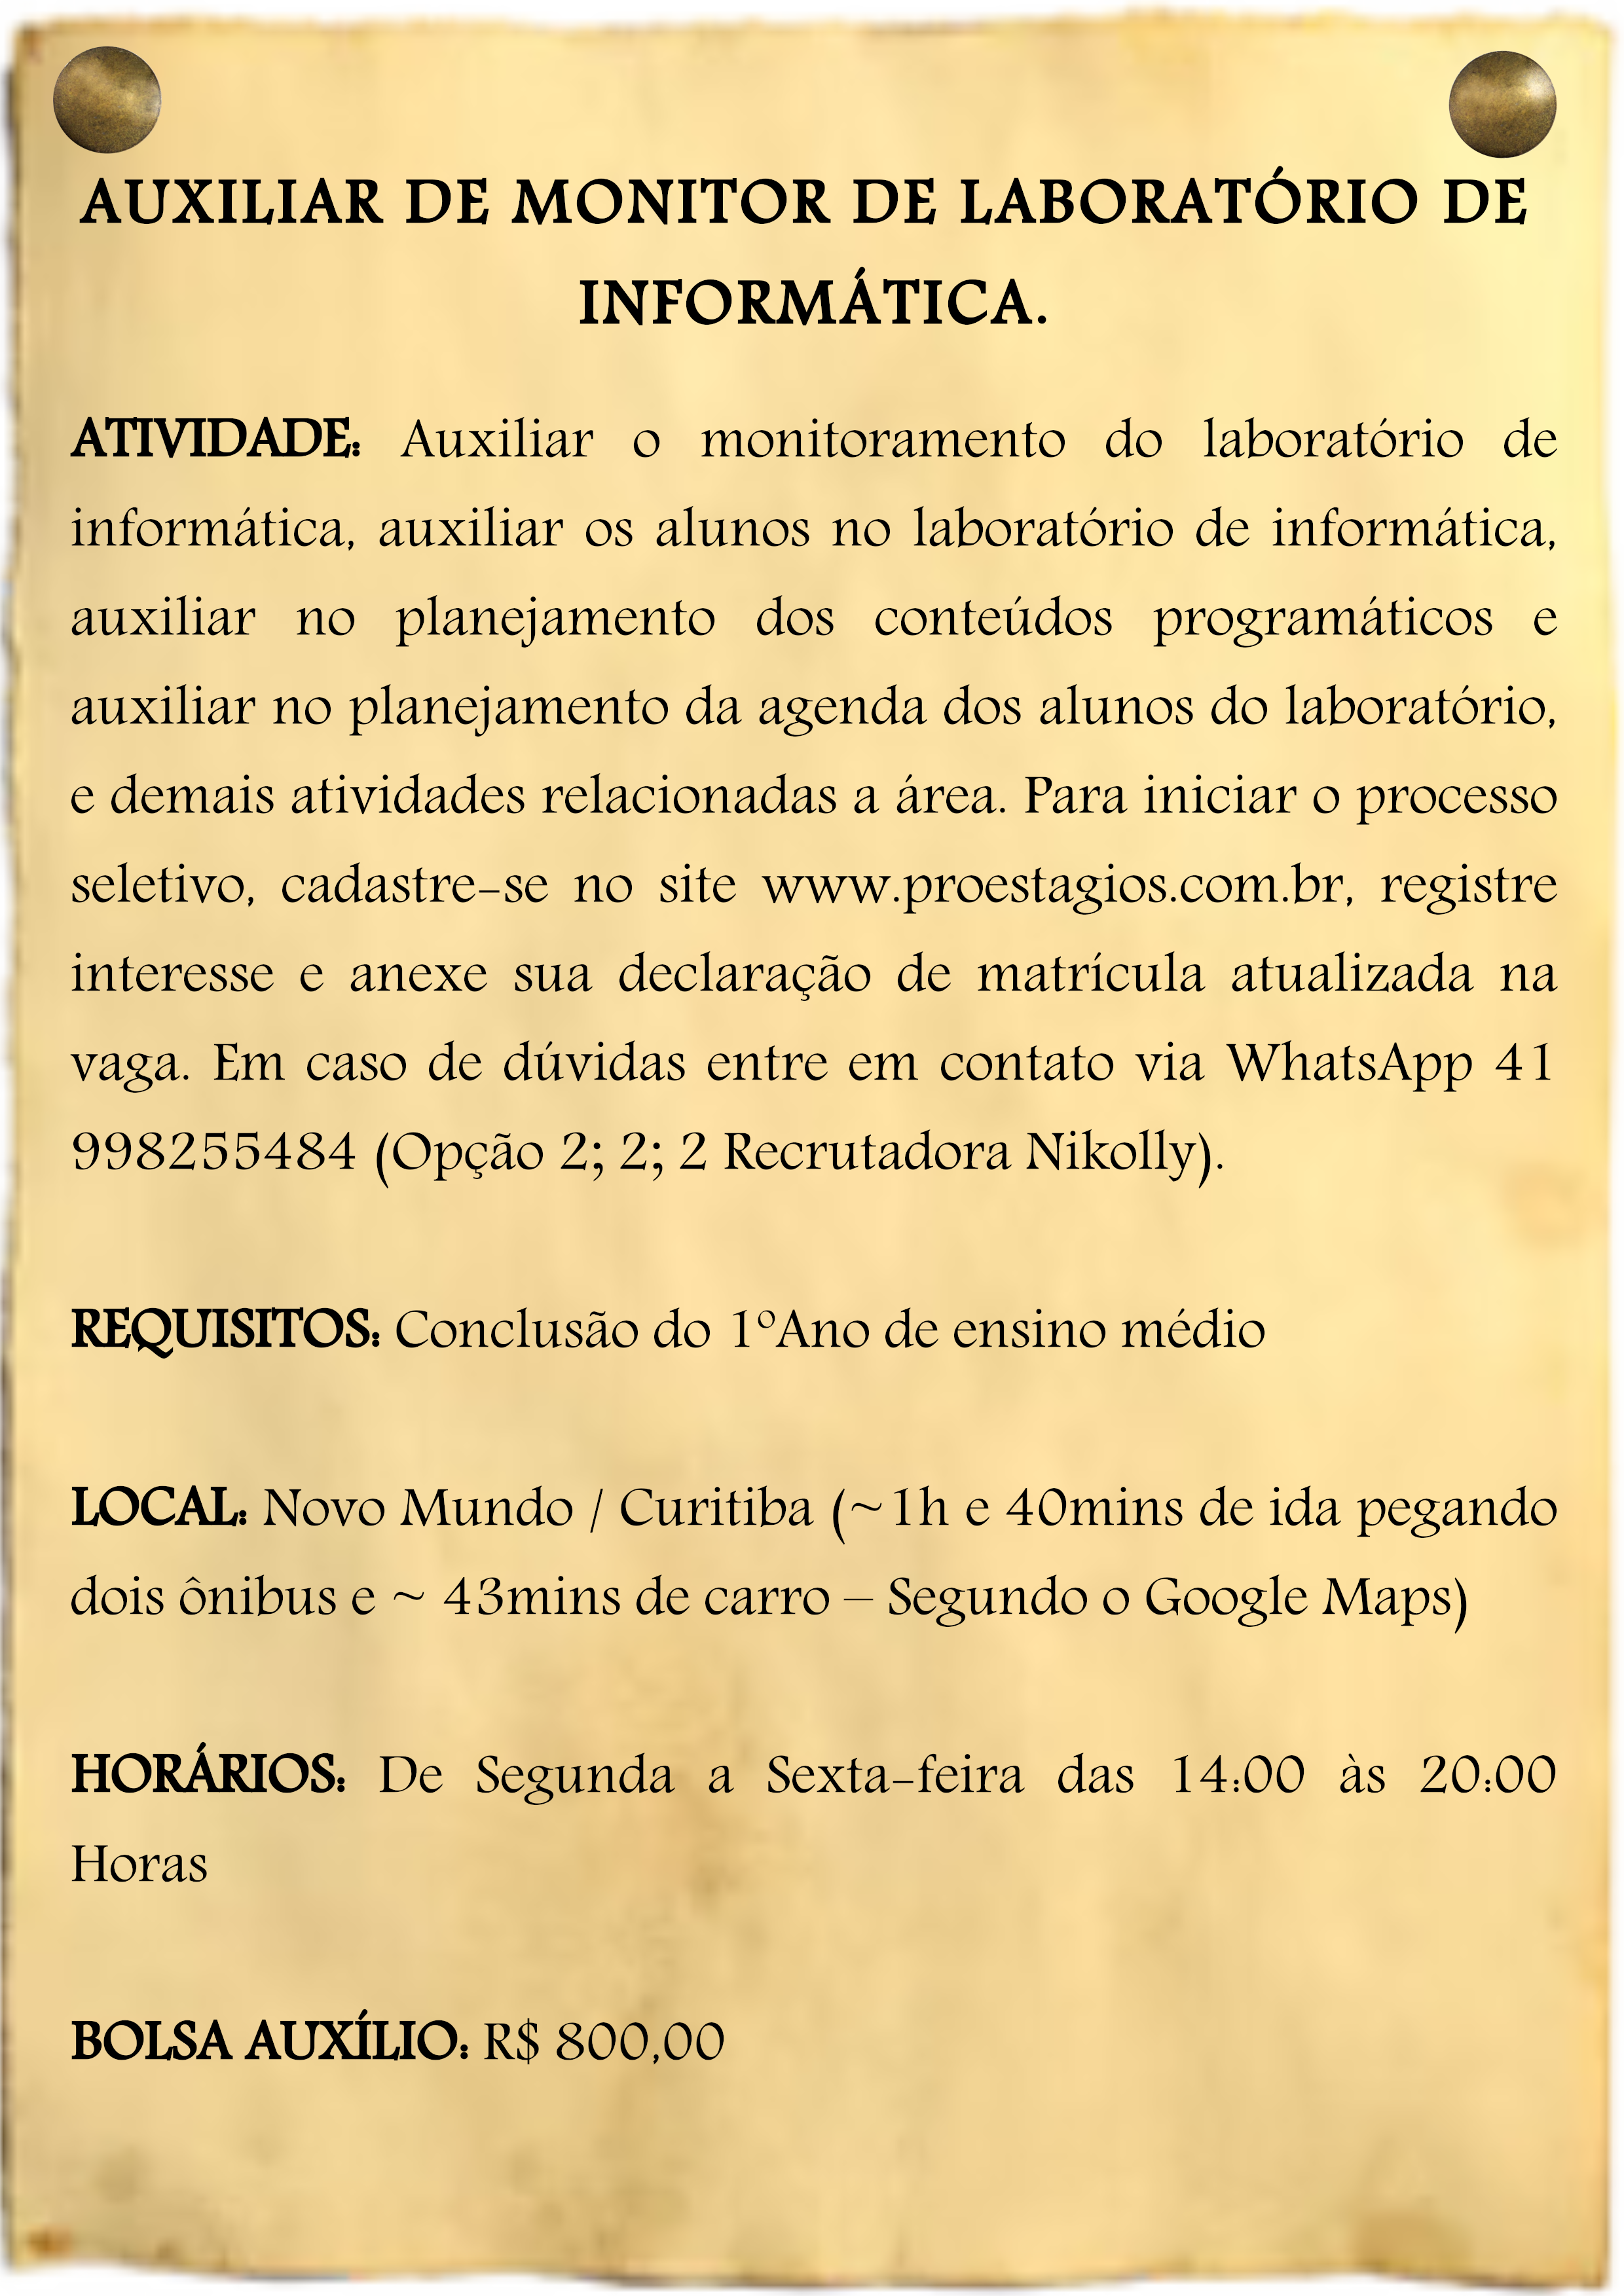 AUXILIAR DE MONITOR DE LABORATÓRIO DE
INFORMÁTICA.
ATIVIDADE: Auxiliar o monitoramento do laboratório de
informática, auxiliar os alunos no laboratório de informática,
auxiliar no planejamento dos conteúdos programáticos e
auxiliar no planejamento da agenda dos alunos do laboratório,
e demais atividades relacionadas a área. Para iniciar o processo
seletivo, cadastre-se no site www.proestagios.com.br, registre
interesse e anexe sua declaração de matrícula atualizada na
vaga. Em caso de dúvidas entre em contato via WhatsApp 41
998255484 (Opção 2; 2; 2 Recrutadora Nikolly).
REQUISITOS: Conclusão do 1ºAno de ensino médio
LOCAL: Novo Mundo / Curitiba (~1h e 40mins de ida pegando
dois ônibus e ~ 43mins de carro – Segundo o Google Maps)
HORÁRIOS: De Segunda a Sexta-feira das 14:00 às 20:00
Horas
BOLSA AUXÍLIO: R$ 800,00